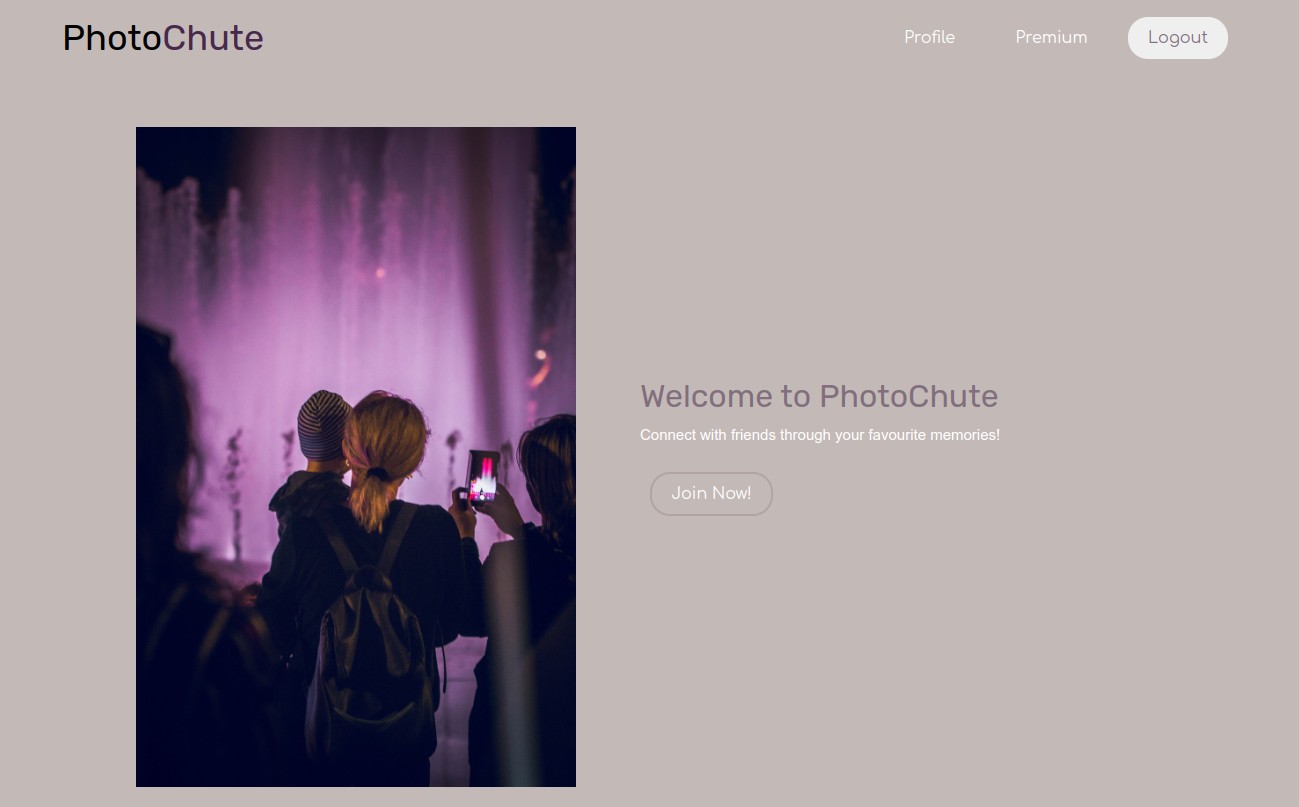 PhotoChute
Profile
Premium
Logout
Welcome to PhotoChute
Connect with friends through your favourite memories!
Join Now!